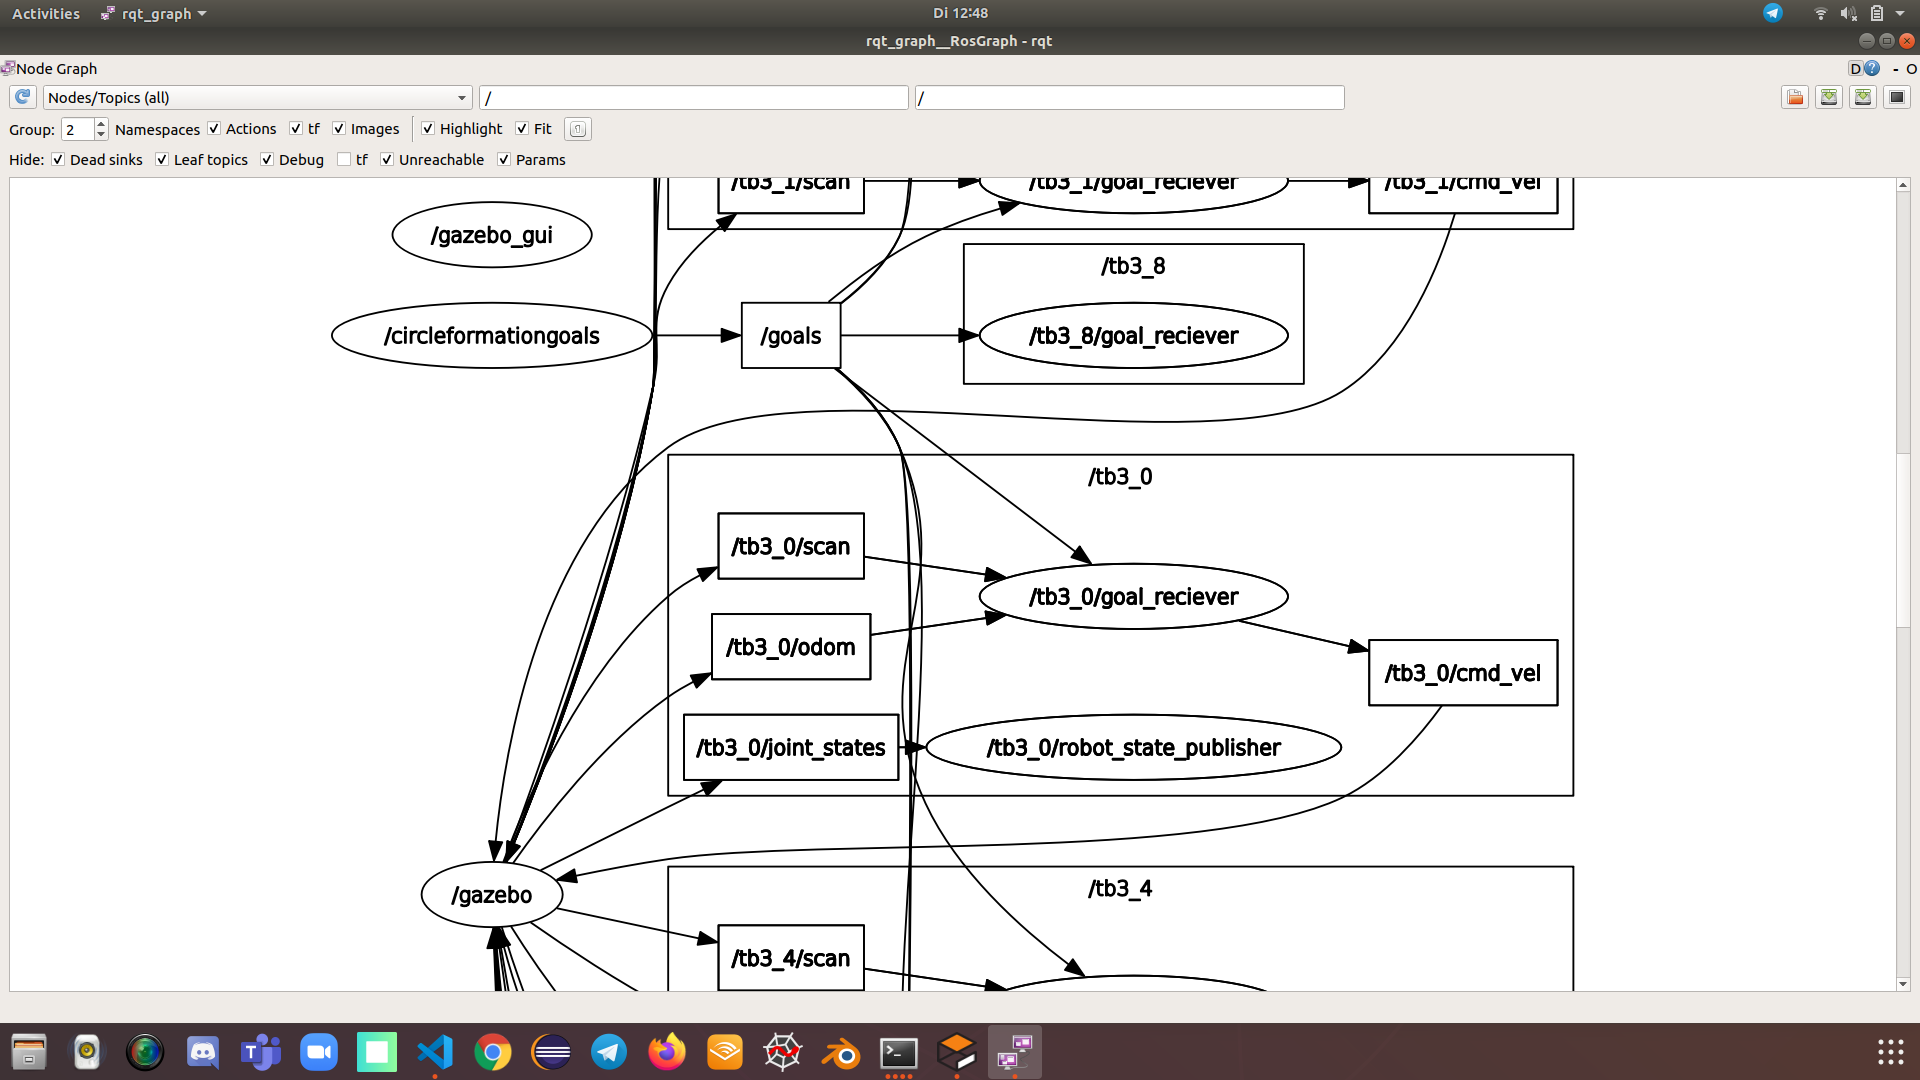 Activities rqt_graph Di 12:48
rqt_graph__RosGraph - rqt
Node Graph D ? - O
Nodes/Topics (all) / /
Group: 2 Namespaces Actions tf Images Highlight Fit
Hide: Dead sinks Leaf topics Debug tf Unreachable Params
/tb3_1/scan /tb3_1/goal_reciever /tb3_1/cmd_vel
/gazebo_gui
/tb3_8
/circleformationgoals /goals /tb3_8/goal_reciever
/tb3_0
/tb3_0/scan
/tb3_0/goal_reciever
/tb3_0/odom
/tb3_0/cmd_vel
/tb3_0/joint_states /tb3_0/robot_state_publisher
/gazebo
/tb3_4
/tb3_4/scan